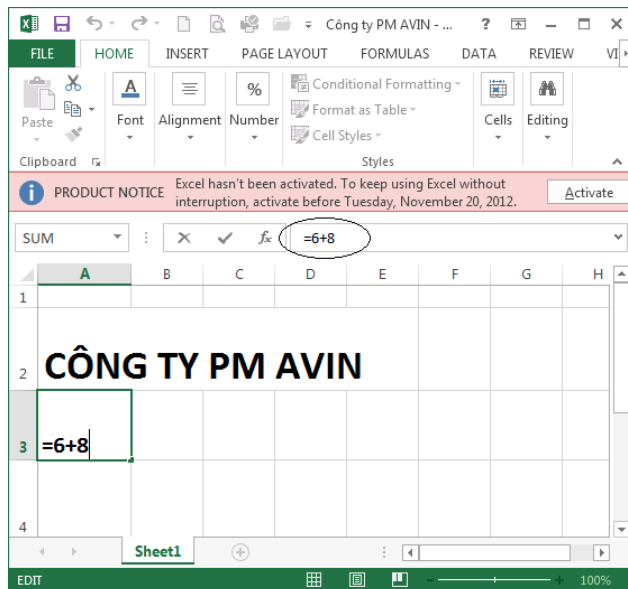 Công ty PM AVIN - ... ?
FILE HOME INSERT PAGE LAYOUT FORMULAS DATA REVIEW VI
Paste Font Alignment Number Conditional Formatting Format as Table Cell Styles Cells Editing
Clipboard Styles
PRODUCT NOTICE Excel hasn't been activated. To keep using Excel without
interruption, activate before Tuesday, November 20, 2012. Activate
SUM fx =6+8
A B C D E F G H
1
2 CÔNG TY PM AVIN
3 =6+8
4
Sheet1
EDIT 100%